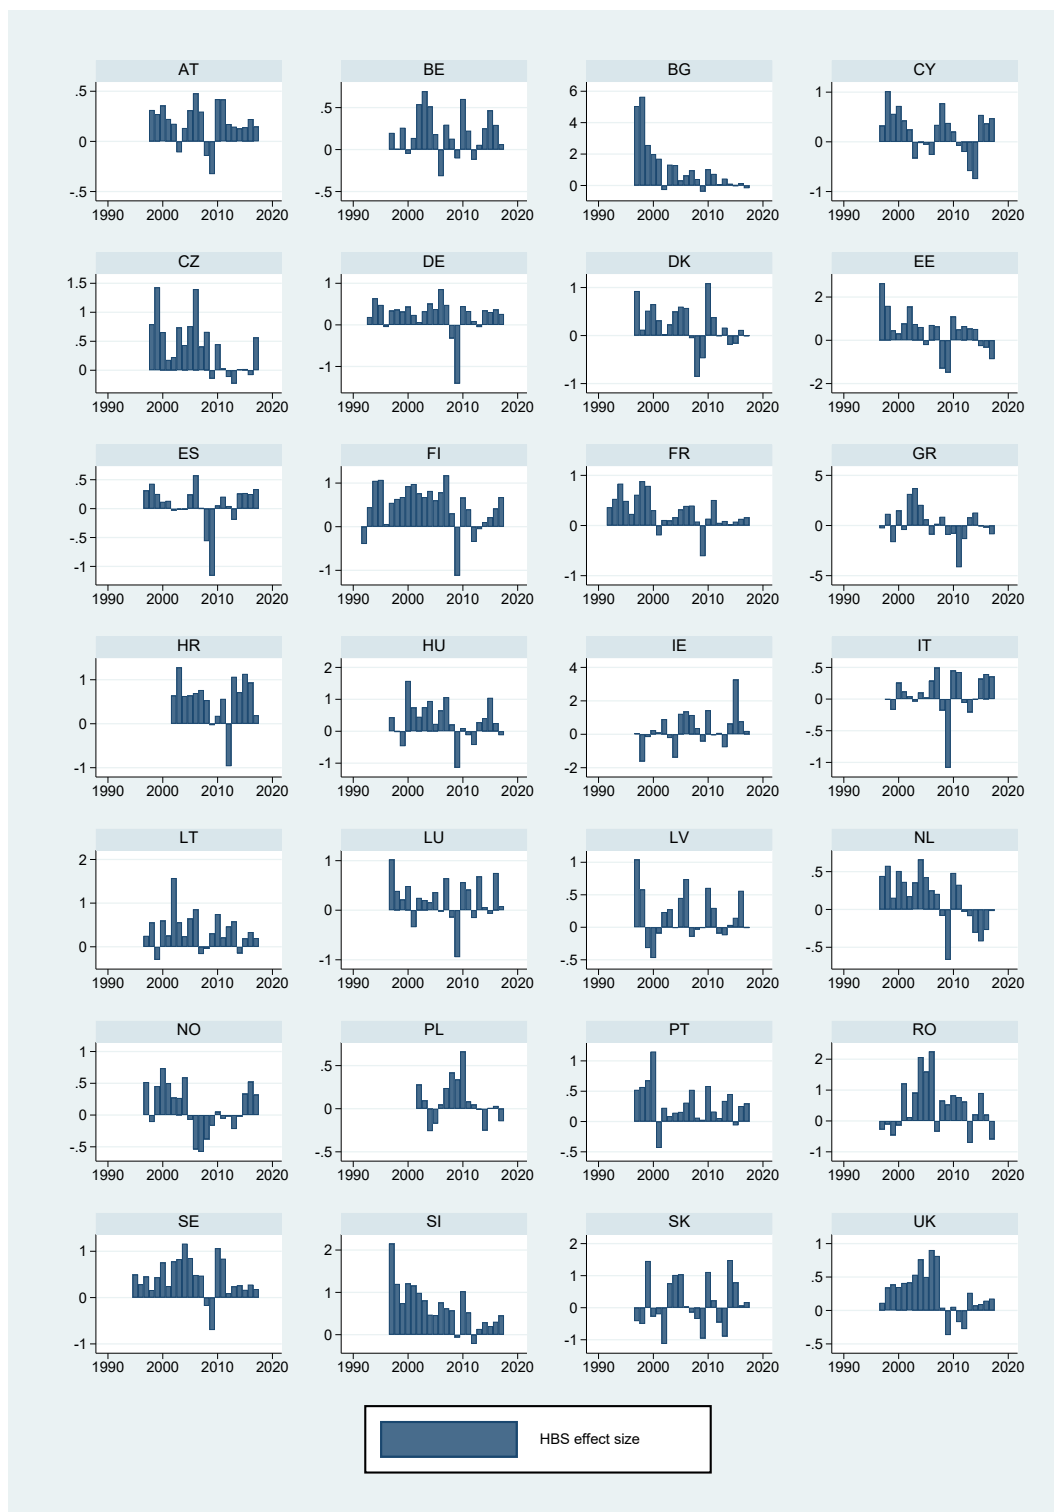 AT BE BG CY
.5 .5 6 1
0 0 4 0
-.5 -.5 2 -1
0
1990 2000 2010 2020 1990 2000 2010 2020 1990 2000 2010 2020 1990 2000 2010 2020
CZ DE DK EE
1.5 1 1 2
1 0 0 0
.5 -1 -1 -2
0
1990 2000 2010 2020 1990 2000 2010 2020 1990 2000 2010 2020 1990 2000 2010 2020
ES FI FR GR
.5 1 1 5
0 0 0 0
-.5 -1 -1 -5
-1
1990 2000 2010 2020 1990 2000 2010 2020 1990 2000 2010 2020 1990 2000 2010 2020
HR HU IE IT
1 2 4 .5
0 1 2 0
-1 0 0 -.5
-1 -2 -1
1990 2000 2010 2020 1990 2000 2010 2020 1990 2000 2010 2020 1990 2000 2010 2020
LT LU LV NL
2 1 1 .5
1 0 .5 0
0 -1 0 -.5
-.5
1990 2000 2010 2020 1990 2000 2010 2020 1990 2000 2010 2020 1990 2000 2010 2020
NO PL PT RO
1 .5 1 2
.5 0 .5 1
0 -.5 0 0
-.5 -.5 -1
1990 2000 2010 2020 1990 2000 2010 2020 1990 2000 2010 2020 1990 2000 2010 2020
SE SI SK UK
1 2 2 1
0 1 1 .5
-1 0 0 0
-1 -.5
1990 2000 2010 2020 1990 2000 2010 2020 1990 2000 2010 2020 1990 2000 2010 2020
HBS effect size